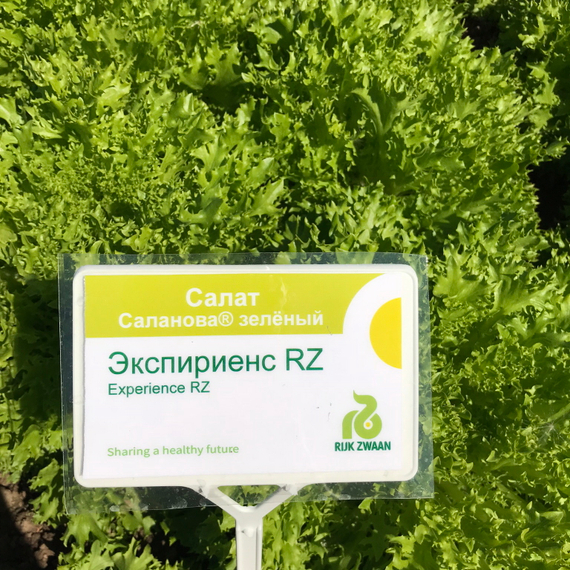 Салат
Саланова® зелёный
Экспириенс RZ
Experience RZ
RIJK ZWAAN
Sharing a healthy future